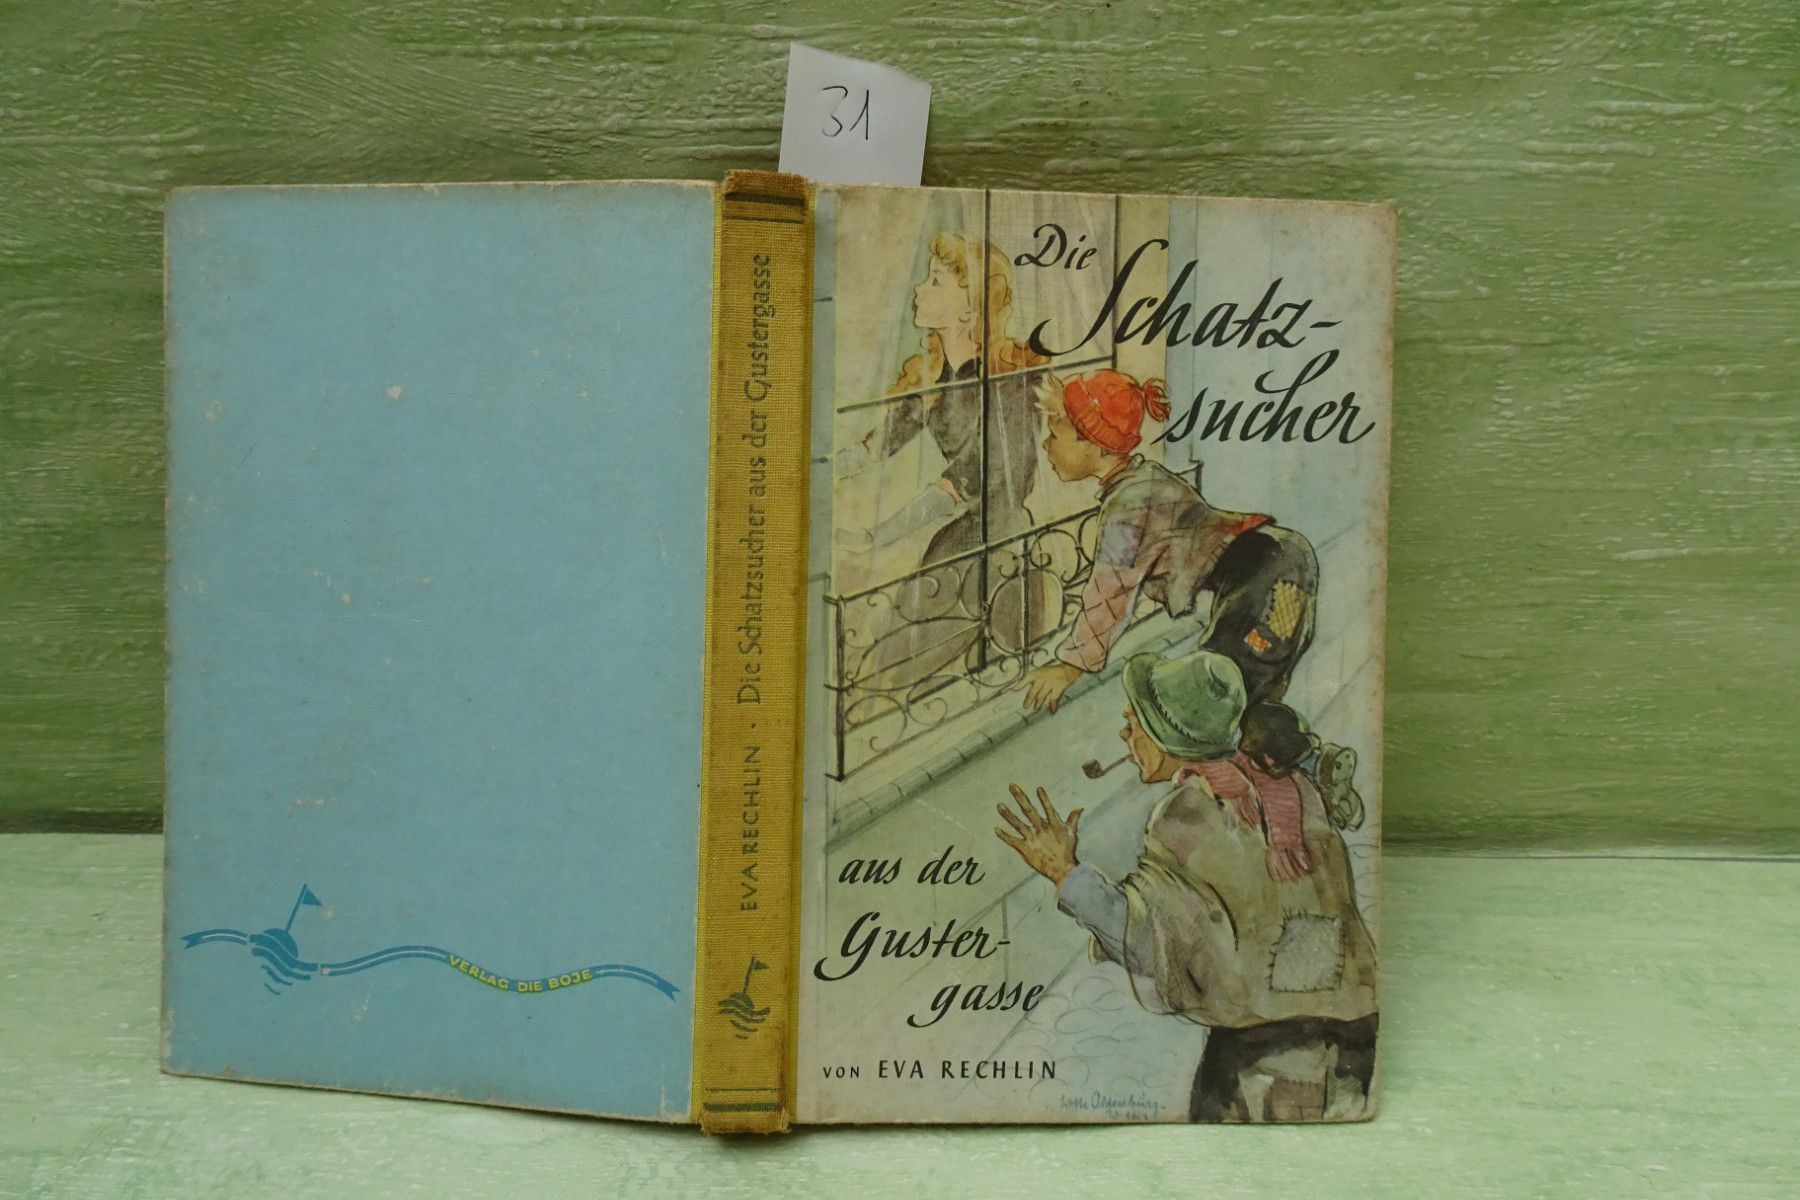 31
VERLAG DIE BOJE
EVA RECHLIN · Die Schatzsucher aus der Gustergasse
Die
Schatz-
sucher
aus der
Guster-
gasse
VON EVA RECHLIN